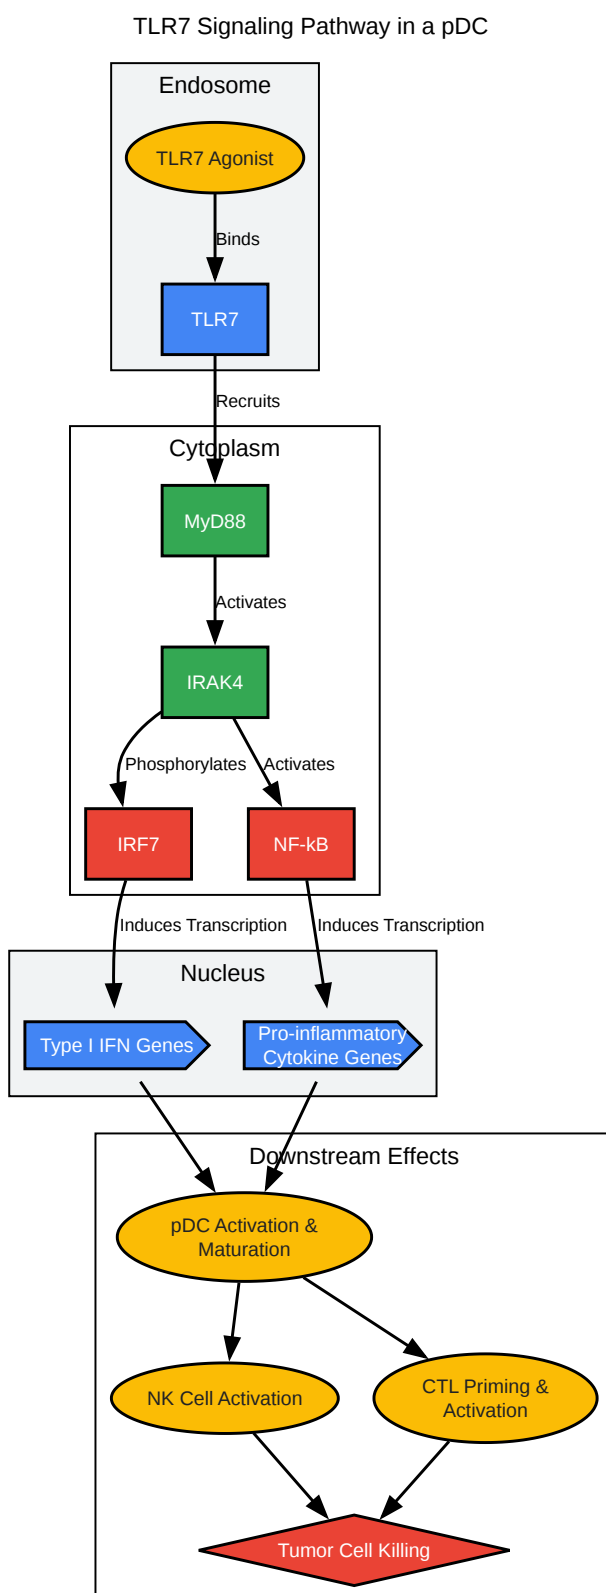 TLR7 Signaling Pathway in a pDC
Endosome
TLR7 Agonist
Binds
TLR7
Recruits
Cytoplasm
MyD88
Activates
IRAK4
Phosphorylates
Activates
IRF7
NF-kB
Induces Transcription
Induces Transcription
Nucleus
Type I IFN Genes
Pro-inflammatory
Cytokine Genes
Downstream Effects
pDC Activation &
Maturation
NK Cell Activation
CTL Priming &
Activation
Tumor Cell Killing